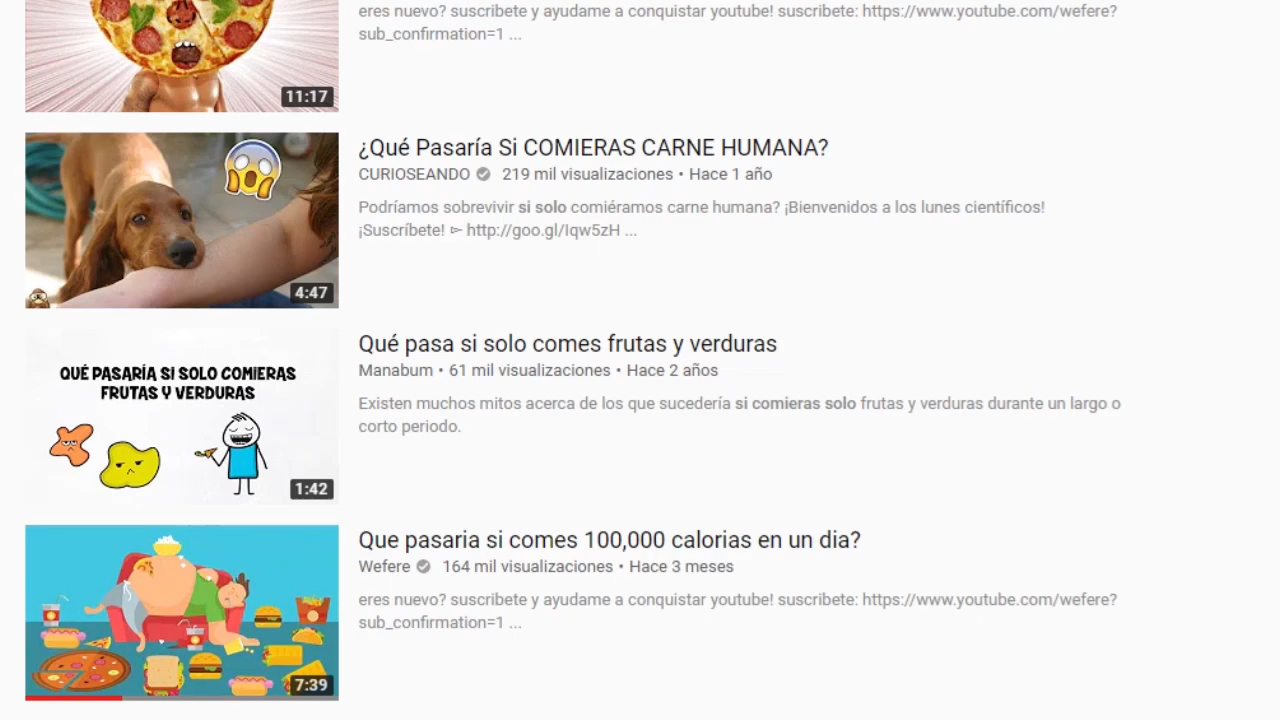 eres nuevo? suscribete y ayudame a conquistar youtube! suscribete: https://www.youtube.com/wefere?
sub_confirmation=1 ...
11:17
¿Qué Pasaría Si COMIERAS CARNE HUMANA?
CURIOSEANDO 219 mil visualizaciones • Hace 1 año
Podríamos sobrevivir si solo comiéramos carne humana? ¡Bienvenidos a los lunes científicos!
¡Suscríbete! ▻ http://goo.gl/Iqw5zH ...
4:47
Qué pasa si solo comes frutas y verduras
Manabum • 61 mil visualizaciones • Hace 2 años
QUÉ PASARÍA SI SOLO COMIERAS
FRUTAS Y VERDURAS
Existen muchos mitos acerca de los que sucedería si comieras solo frutas y verduras durante un largo o
corto periodo.
1:42
Que pasaria si comes 100,000 calorias en un dia?
Wefere 164 mil visualizaciones • Hace 3 meses
eres nuevo? suscribete y ayudame a conquistar youtube! suscribete: https://www.youtube.com/wefere?
sub_confirmation=1 ...
7:39